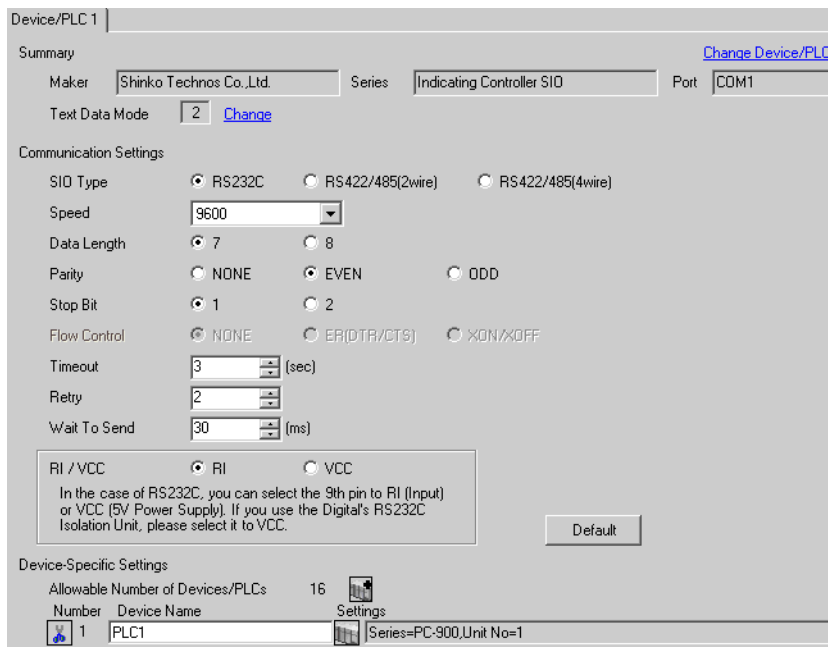 Device/PLC 1
Summary Change Device/PLC
Maker Shinko Technos Co.,Ltd. Series Indicating Controller SIO Port COM1
Text Data Mode 2 Change
Communication Settings
SIO Type RS232C RS422/485(2wire) RS422/485(4wire)
Speed 9600
Data Length 7 8
Parity NONE EVEN ODD
Stop Bit 1 2
Flow Control NONE ER(DTR/CTS) XON/XOFF
Timeout 3 (sec)
Retry 2
Wait To Send 30 (ms)
RI / VCC RI VCC
In the case of RS232C, you can select the 9th pin to RI (Input)
or VCC (5V Power Supply). If you use the Digital's RS232C
Isolation Unit, please select it to VCC.
Default
Device-Specific Settings
Allowable Number of Devices/PLCs 16
Number Device Name Settings
1 PLC1 Series=PC-900,Unit No=1